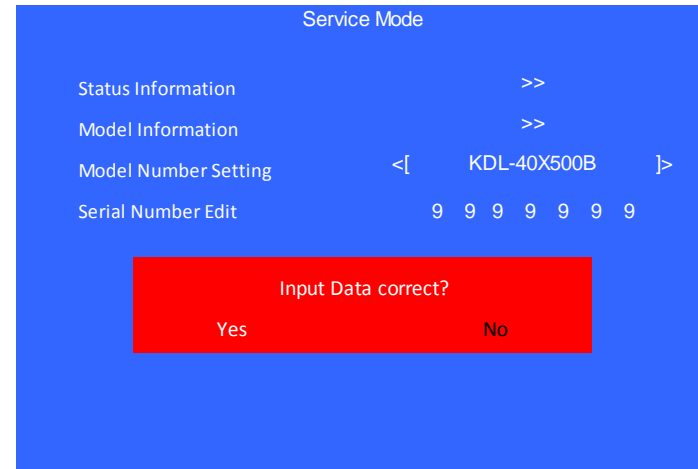 Service Mode
Status Information >>
Model Information >>
Model Number Setting <[ KDL-40X500B ]>
Serial Number Edit 9 9 9 9 9 9 9
Input Data correct?
Yes No